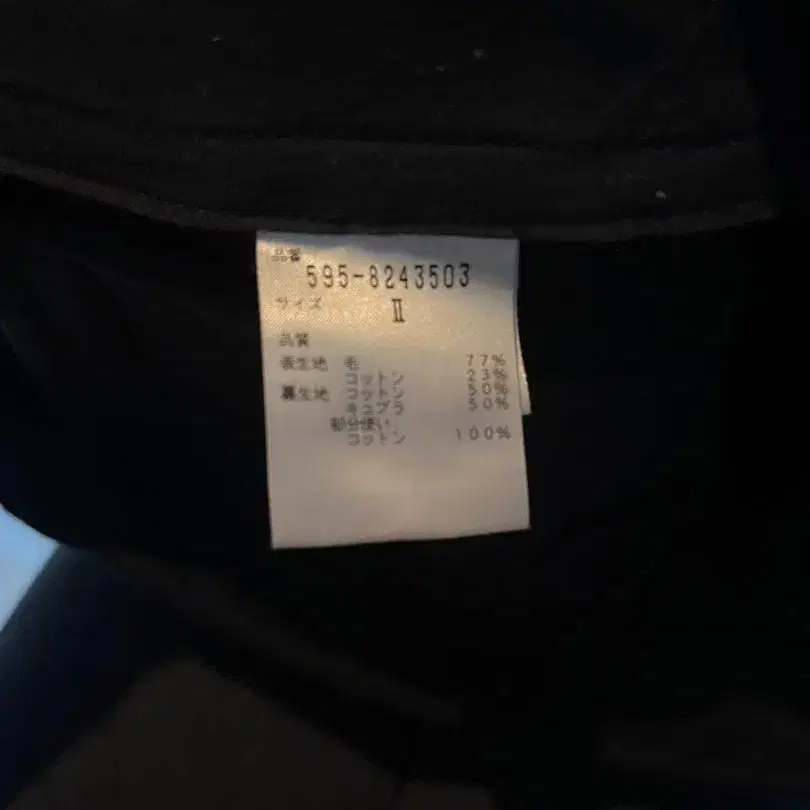 品番
595-8243503
サイズ II
品質
表生地 毛 77%
コットン 23%
裏生地 コットン 50%
キュプラ 50%
部分使い
コットン 100%